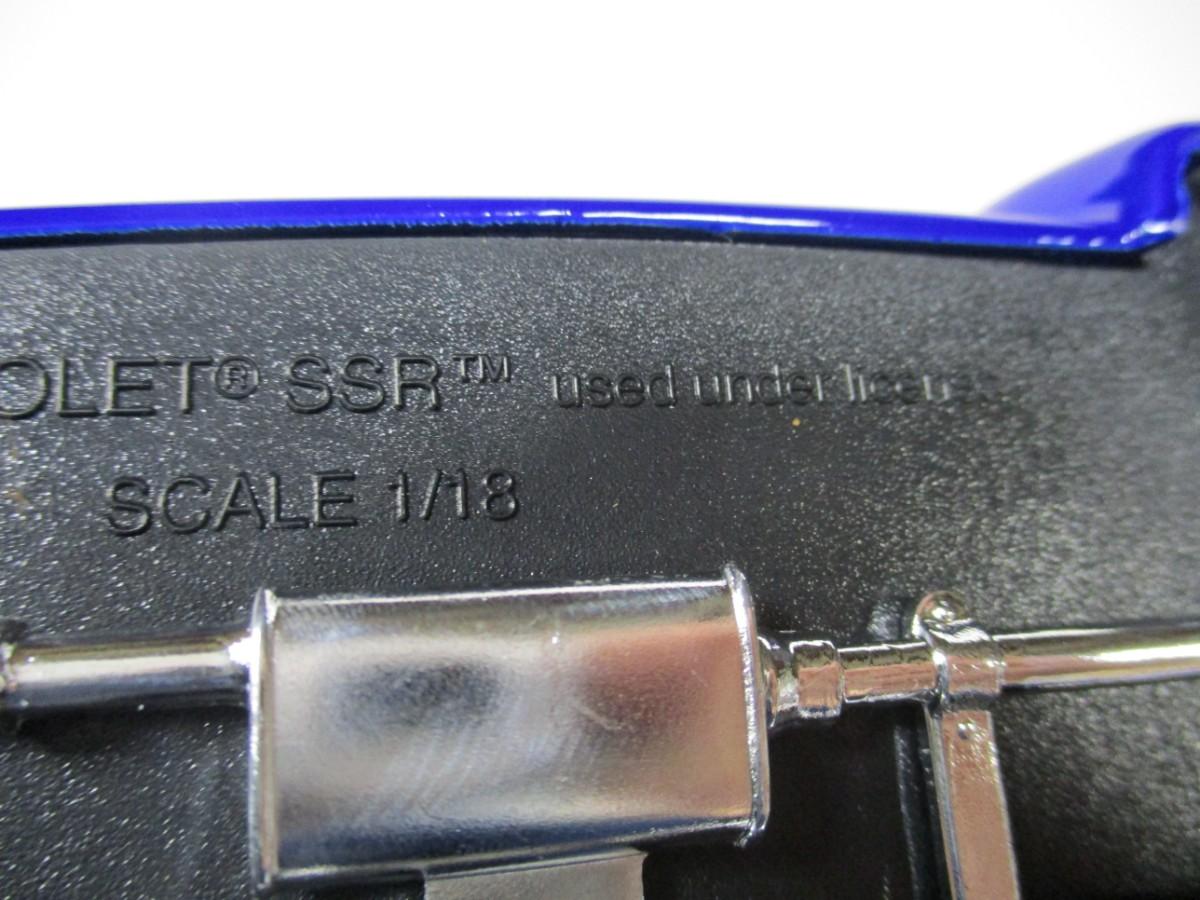 OLET® SSR™ used under license
SCALE 1/18